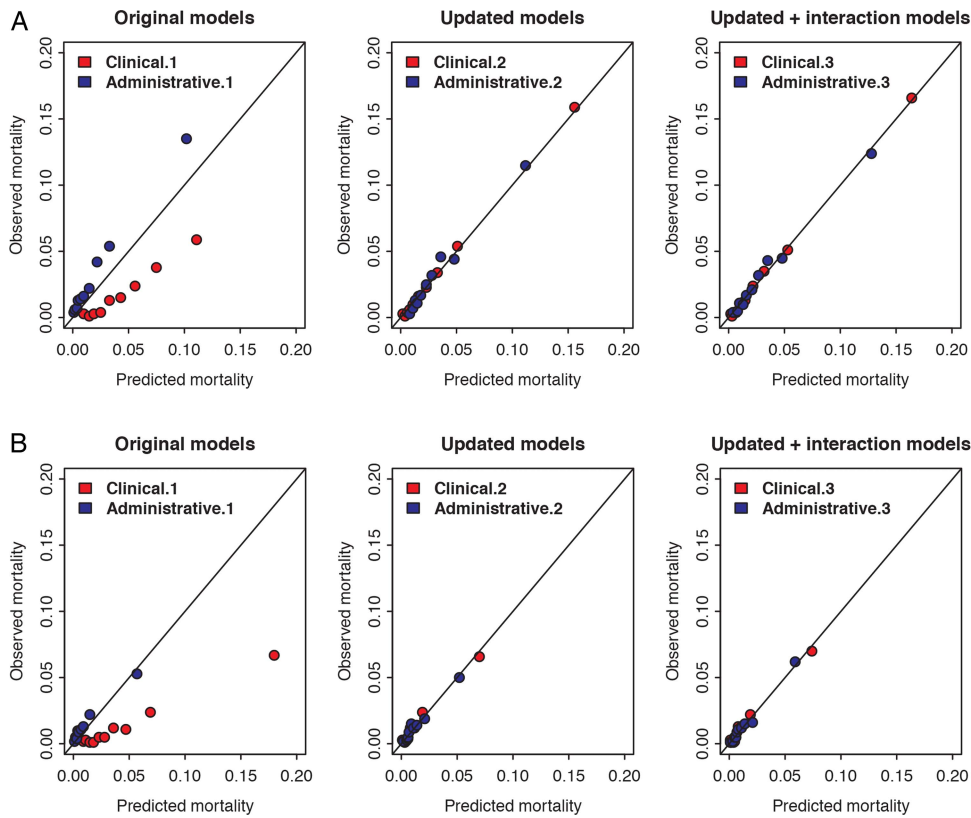 A
Original models
Updated models
Updated + interaction models
Clinical.1
Administrative.1
Clinical.2
Administrative.2
Clinical.3
Administrative.3
Observed mortality
0.20
0.15
0.10
0.05
0.00
Observed mortality
0.20
0.15
0.10
0.05
0.00
Observed mortality
0.20
0.15
0.10
0.05
0.00
0.00 0.05 0.10 0.15 0.20
0.00 0.05 0.10 0.15 0.20
0.00 0.05 0.10 0.15 0.20
Predicted mortality
Predicted mortality
Predicted mortality
B
Original models
Updated models
Updated + interaction models
Clinical.1
Administrative.1
Clinical.2
Administrative.2
Clinical.3
Administrative.3
Observed mortality
0.20
0.15
0.10
0.05
0.00
Observed mortality
0.20
0.15
0.10
0.05
0.00
Observed mortality
0.20
0.15
0.10
0.05
0.00
0.00 0.05 0.10 0.15 0.20
0.00 0.05 0.10 0.15 0.20
0.00 0.05 0.10 0.15 0.20
Predicted mortality
Predicted mortality
Predicted mortality